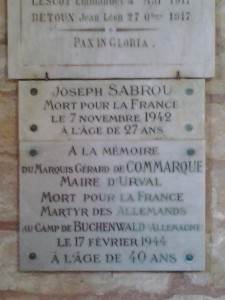 DETOUX Jean Léon 27 8bre 1917
PAX IN GLORIA.
JOSEPH SABROU
MORT POUR LA FRANCE
LE 7 NOVEMBRE 1942
À L'ÂGE DE 27 ANS
A LA MÉMOIRE
DU MARQUIS GÉRARD DE COMMARQUE
MAIRE D'URVAL
MORT POUR LA FRANCE
MARTYR DES ALLEMANDS
AU CAMP DE BUCHENWALD (ALLEMAGNE)
LE 17 FÉVRIER 1944
À L'ÂGE DE 40 ANS